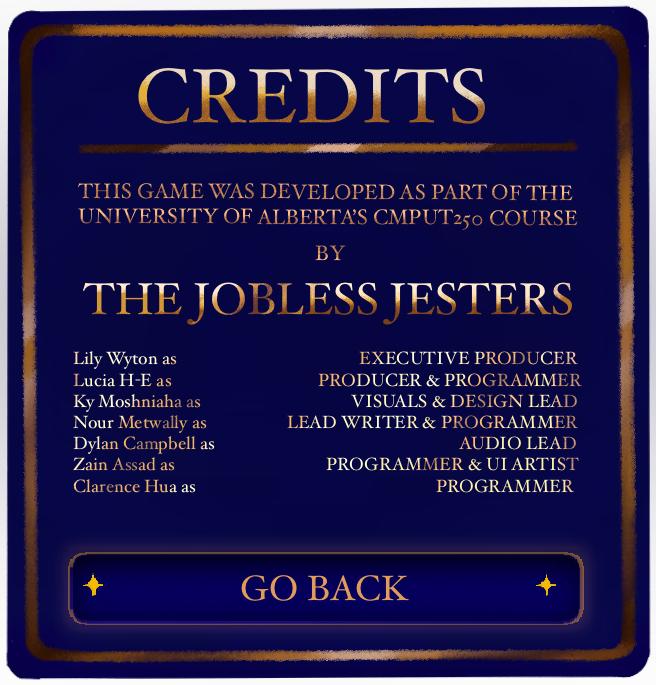 CREDITS
THIS GAME WAS DEVELOPED AS PART OF THE
UNIVERSITY OF ALBERTA'S CMPUT250 COURSE
BY
THE JOBLESS JESTERS
Lily Wyton as EXECUTIVE PRODUCER
Lucia H-E as PRODUCER & PROGRAMMER
Ky Moshniaha as VISUALS & DESIGN LEAD
Nour Metwally as LEAD WRITER & PROGRAMMER
Dylan Campbell as AUDIO LEAD
Zain Assad as PROGRAMMER & UI ARTIST
Clarence Hua as PROGRAMMER
GO BACK